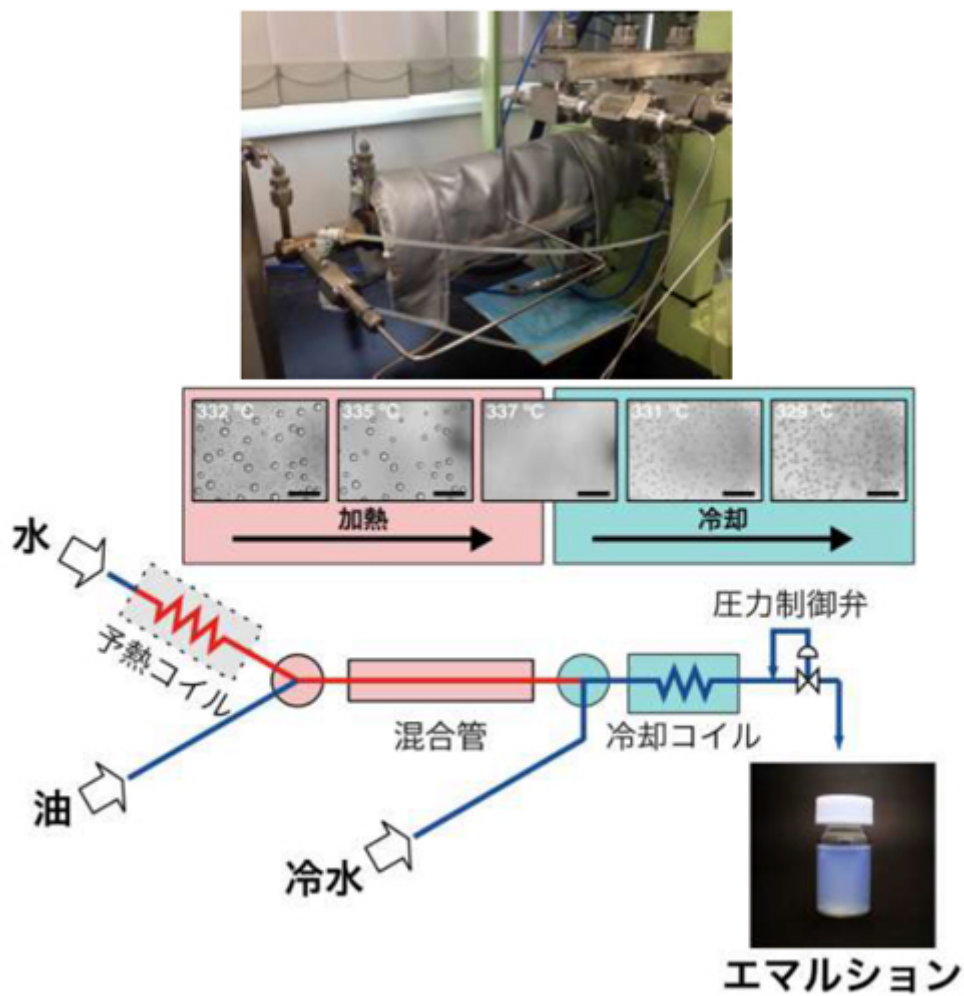 332 °C
335 °C
337 °C
331 °C
329 °C
加熱
冷却
水
予熱コイル
圧力制御弁
混合管
冷却コイル
油
冷水
エマルション